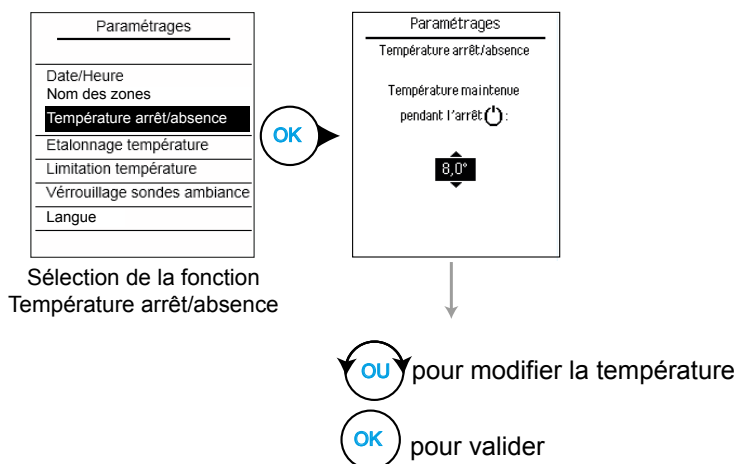 Paramétrages
Date/Heure
Nom des zones
Température arrêt/absence
Etalonnage température
Limitation température
Vérrouillage sondes ambiance
Langue
Sélection de la fonction
Température arrêt/absence
OK
Paramétrages
Température arrêt/absence
Température maintenue
pendant l'arrêt :
8,0°
OU pour modifier la température
OK pour valider